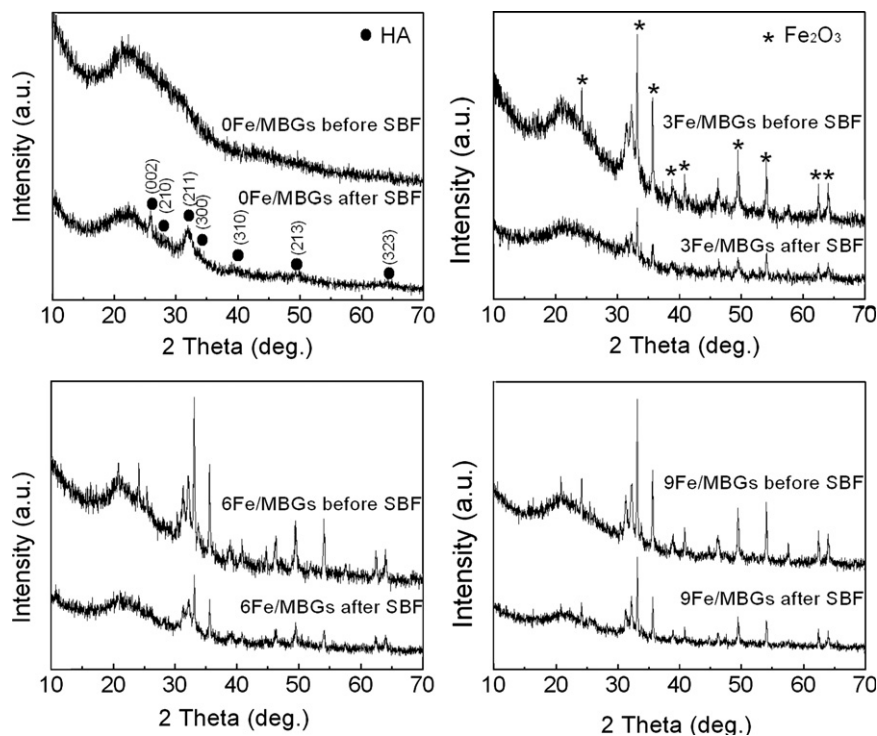 ● HA
0Fe/MBGs before SBF
0Fe/MBGs after SBF
(002)
(210)
(211)
(300)
(310)
(213)
(323)
Intensity (a.u.)
10 20 30 40 50 60 70
2 Theta (deg.)
* Fe₂O₃
3Fe/MBGs before SBF
3Fe/MBGs after SBF
Intensity (a.u.)
10 20 30 40 50 60 70
2 Theta (deg.)
6Fe/MBGs before SBF
6Fe/MBGs after SBF
Intensity (a.u.)
10 20 30 40 50 60 70
2 Theta (deg.)
9Fe/MBGs before SBF
9Fe/MBGs after SBF
Intensity (a.u.)
10 20 30 40 50 60 70
2 Theta (deg.)